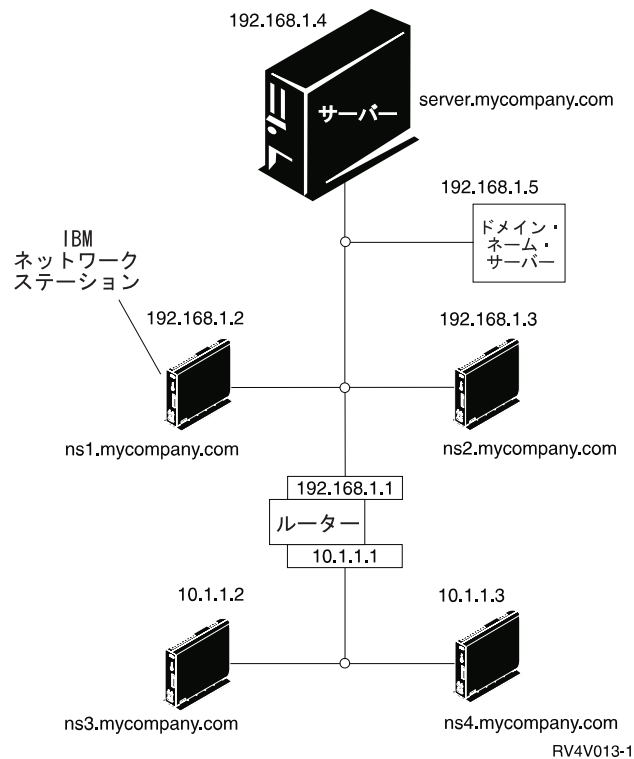 192.168.1.4
サーバー
server.mycompany.com
192.168.1.5
ドメイン・
ネーム・
サーバー
IBM
ネットワーク
ステーション
192.168.1.2
192.168.1.3
ns1.mycompany.com
ns2.mycompany.com
192.168.1.1
ルーター
10.1.1.1
10.1.1.2
10.1.1.3
ns3.mycompany.com
ns4.mycompany.com
RV4V013-1